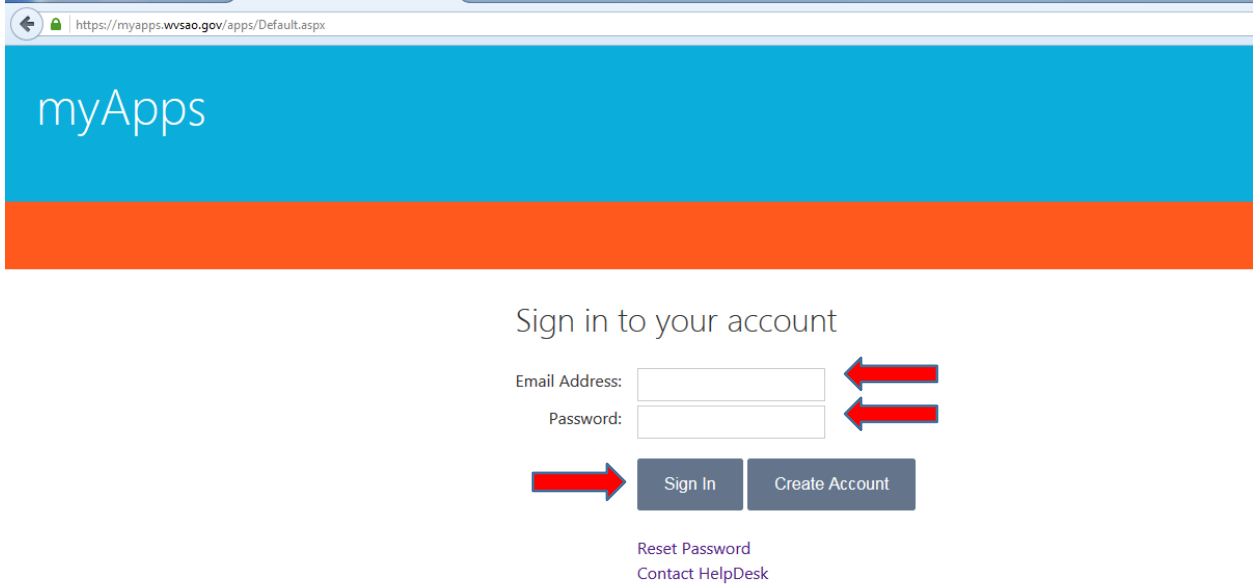 https://myapps.wvsao.gov/apps/Default.aspx
myApps
Sign in to your account
Email Address:
Password:
Sign In Create Account
Reset Password
Contact HelpDesk